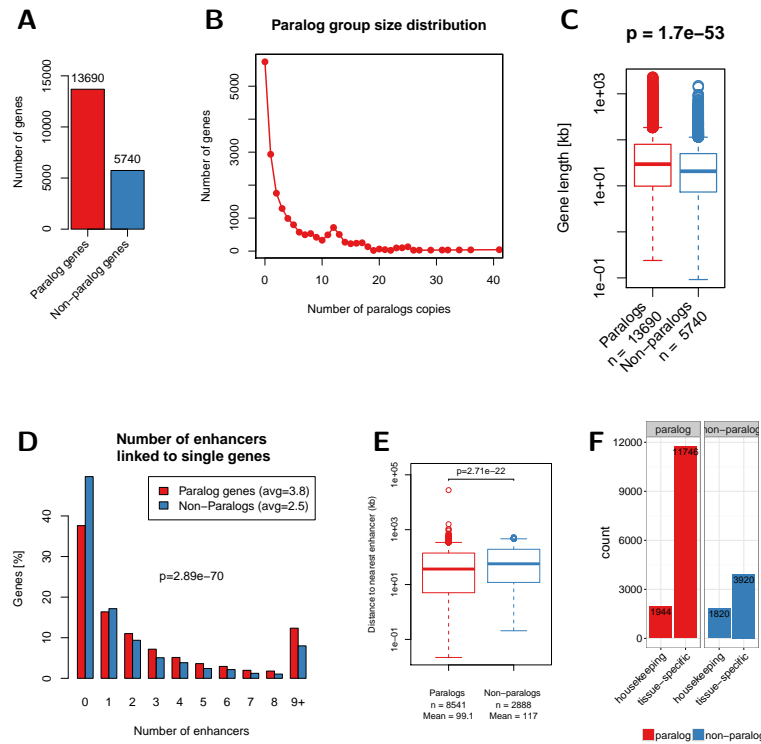 A
15000
10000
5000
0
Number of genes
13690
5740
Paralog genes
Non−paralog genes
B
Paralog group size distribution
5000
3000
1000
0
Number of genes
0
10
20
30
40
Number of paralogs copies
C
p = 1.7e−53
1e+03
1e+01
1e−01
Gene length [kb]
Paralogs
n = 13690
Non−paralogs
n = 5740
D
Number of enhancers
linked to single genes
Paralog genes (avg=3.8)
Non−Paralogs (avg=2.5)
p=2.89e−70
40
30
20
10
0
Genes [%]
0 1 2 3 4 5 6 7 8 9+
Number of enhancers
E
p=2.71e−22
1e+05
1e+03
1e+01
1e−01
Distance to nearest enhancer (kb)
Paralogs
n = 8541
Mean = 99.1
Non−paralogs
n = 2888
Mean = 117
F
paralog
non−paralog
12000
9000
6000
3000
0
count
1944
11746
1820
3920
housekeeping
tissue−specific
housekeeping
tissue−specific
paralog
non−paralog